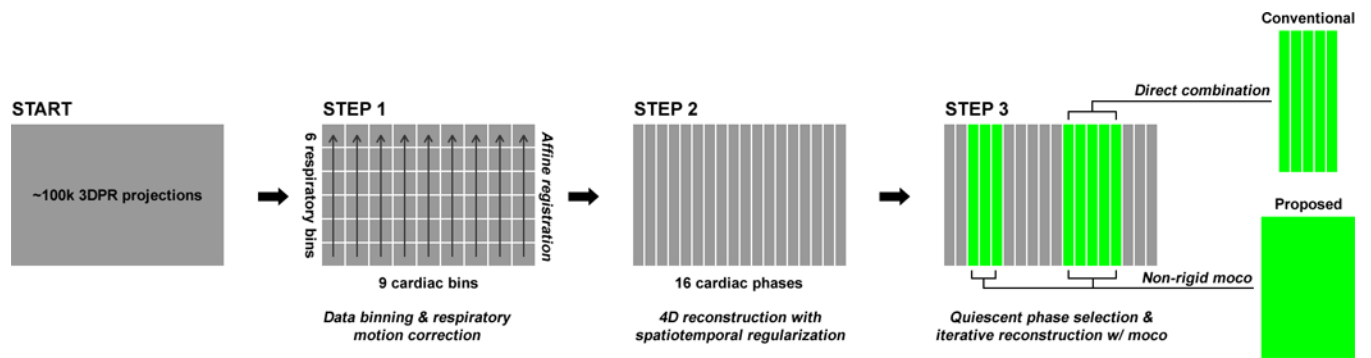 START
~100k 3DPR projections
STEP 1
6 respiratory bins
Affine registration
9 cardiac bins
Data binning & respiratory
motion correction
STEP 2
16 cardiac phases
4D reconstruction with
spatiotemporal regularization
STEP 3
Direct combination
Conventional
Proposed
Non-rigid moco
Quiescent phase selection &
iterative reconstruction w/ moco